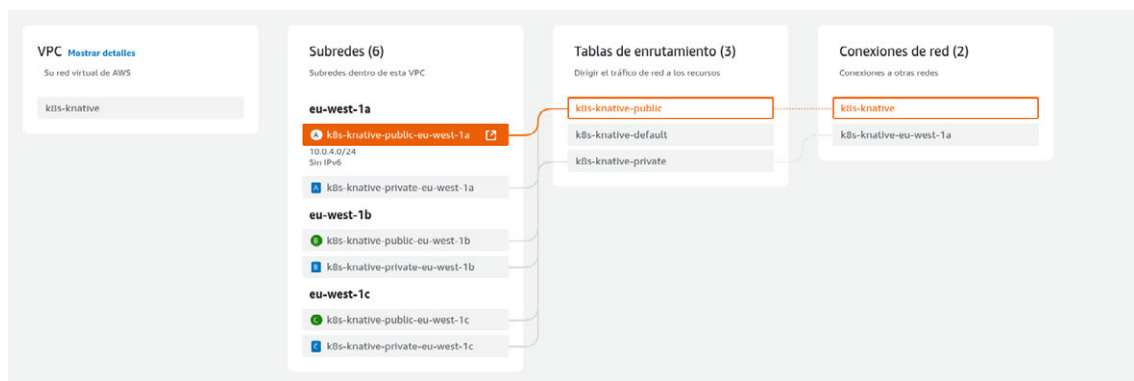 VPC Mostrar detalles
Su red virtual de AWS
k8s-knative
Subredes (6)
Subredes dentro de esta VPC
eu-west-1a
A k8s-knative-public-eu-west-1a
10.0.4.0/24
Sin IPv6
A k8s-knative-private-eu-west-1a
eu-west-1b
B k8s-knative-public-eu-west-1b
B k8s-knative-private-eu-west-1b
eu-west-1c
C k8s-knative-public-eu-west-1c
C k8s-knative-private-eu-west-1c
Tablas de enrutamiento (3)
Dirigir el tráfico de red a los recursos
k8s-knative-public
k8s-knative-default
k8s-knative-private
Conexiones de red (2)
Conexiones a otras redes
k8s-knative
k8s-knative-eu-west-1a